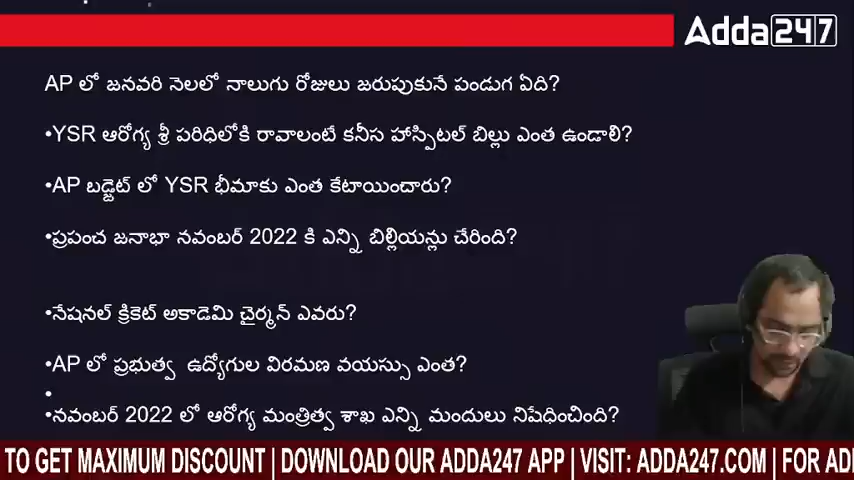 Adda247
AP లో జనవరి నెలలో నాలుగు రోజులు జరుపుకునే పండుగ ఏది?
•YSR ఆరోగ్య శ్రీ పరిధిలోకి రావాలంటే కనీస హాస్పిటల్ బిల్లు ఎంత ఉండాలి?
•AP బడ్జెట్ లో YSR భీమాకు ఎంత కేటాయించారు?
•ప్రపంచ జనాభా నవంబర్ 2022 కి ఎన్ని బిల్లియన్లు చేరింది?
•నేషనల్ క్రికెట్ అకాడెమి చైర్మన్ ఎవరు?
•AP లో ప్రభుత్వ ఉద్యోగుల విరమణ వయస్సు ఎంత?
•
•నవంబర్ 2022 లో ఆరోగ్య మంత్రిత్వ శాఖ ఎన్ని మందులు నిషేధించింది?
TO GET MAXIMUM DISCOUNT | DOWNLOAD OUR ADDA247 APP | VISIT: ADDA247.COM | FOR